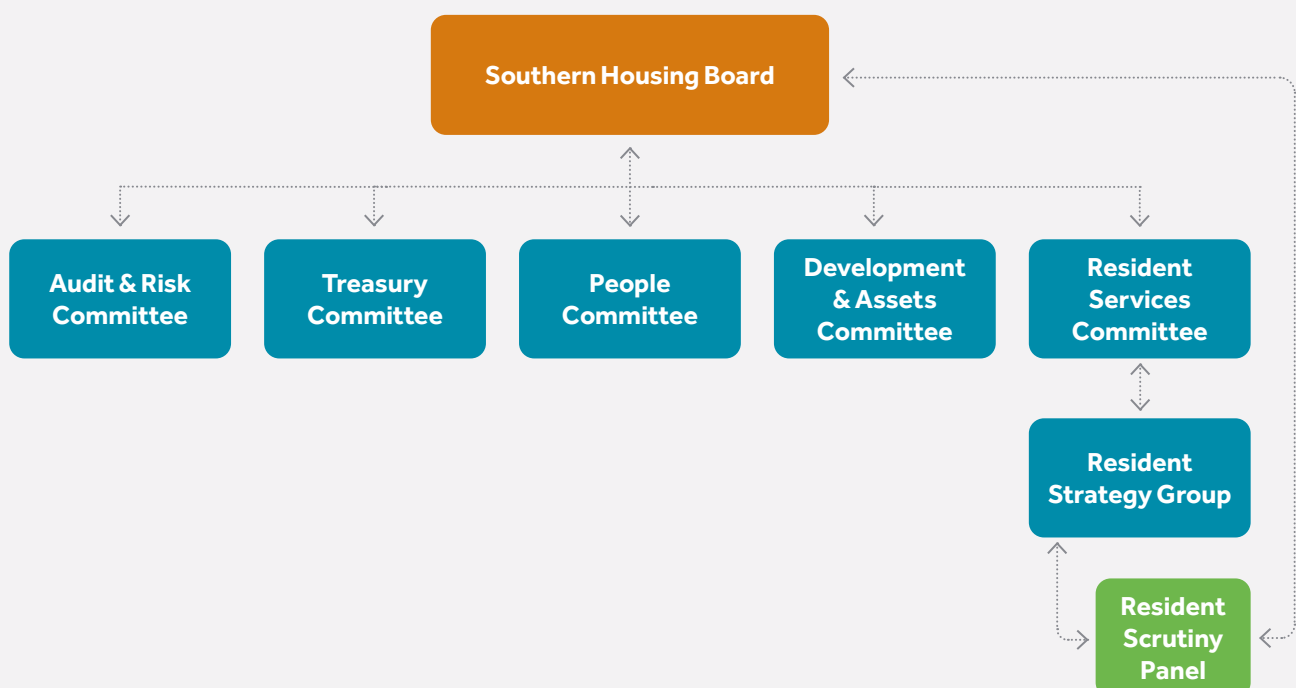 Southern Housing Board
Audit & Risk
Committee
Treasury
Committee
People
Committee
Development
& Assets
Committee
Resident
Services
Committee
Resident
Strategy Group
Resident
Scrutiny
Panel